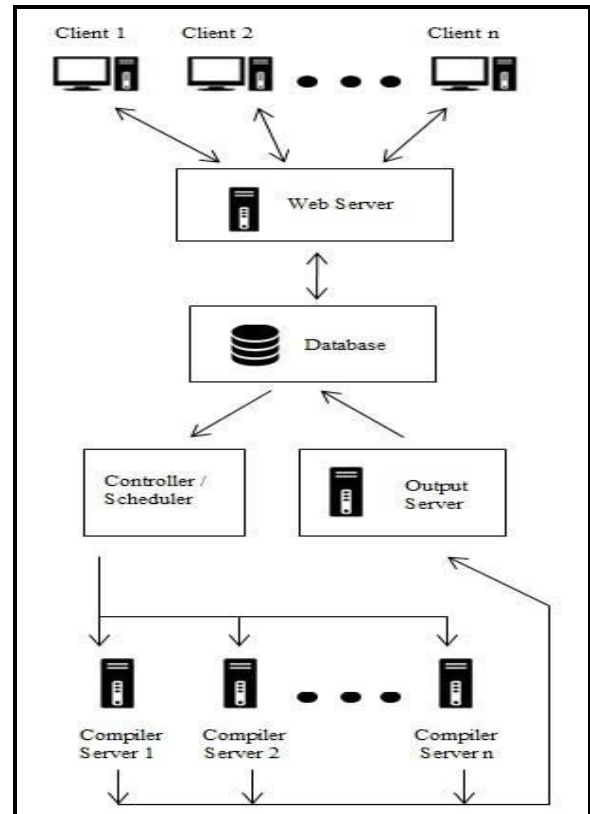 Client 1
Client 2
Client n
Web Server
Database
Controller /
Scheduler
Output
Server
Compiler
Server 1
Compiler
Server 2
Compiler
Server n